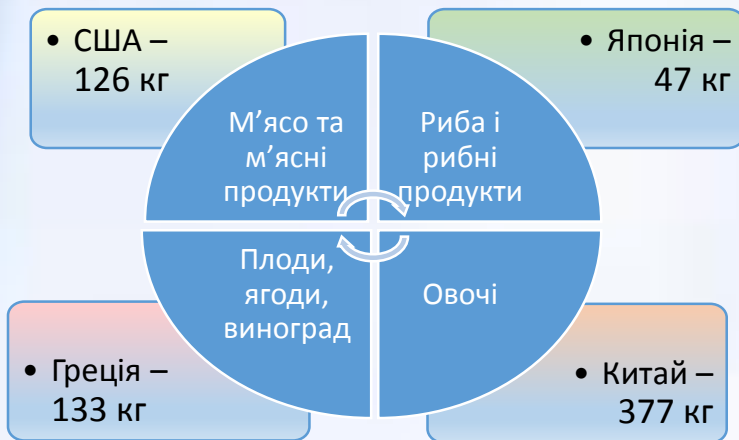 • США –
126 кг
• Японія –
47 кг
М’ясо та
м’ясні
продукти
Риба і
рибні
продукти
Плоди,
ягоди,
виноград
Овочі
• Греція –
133 кг
• Китай –
377 кг